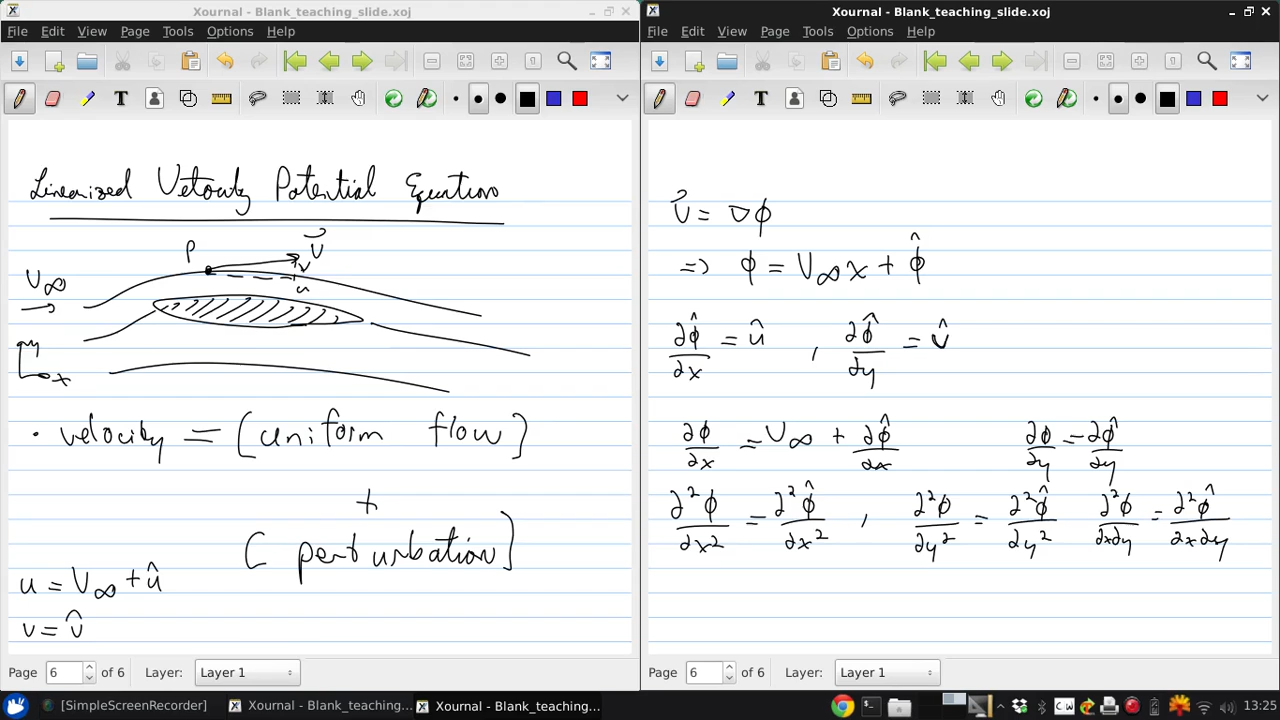 Xournal - Blank_teaching_slide.xoj
File Edit View Page Tools Options Help
Linearized Velocity Potential Equation
P V⃗
V∞ v
u
y
x
• velocity = [uniform flow]
+
[perturbation]
u = V∞ + û
v = v̂
Page 6 of 6 Layer: Layer 1
Xournal - Blank_teaching_slide.xoj
File Edit View Page Tools Options Help
V⃗ = ∇ϕ
=> ϕ = V∞x + ϕ̂
∂ϕ̂/∂x = û , ∂ϕ̂/∂y = v̂
∂ϕ/∂x = V∞ + ∂ϕ̂/∂x ∂ϕ/∂y = ∂ϕ̂/∂y
∂²ϕ/∂x² = ∂²ϕ̂/∂x² , ∂²ϕ/∂y² = ∂²ϕ̂/∂y² ∂²ϕ/∂x∂y = ∂²ϕ̂/∂x∂y
Page 6 of 6 Layer: Layer 1
[SimpleScreenRecorder] Xournal - Blank_teaching_slide.... Xournal - Blank_teaching_slide.... 13:25